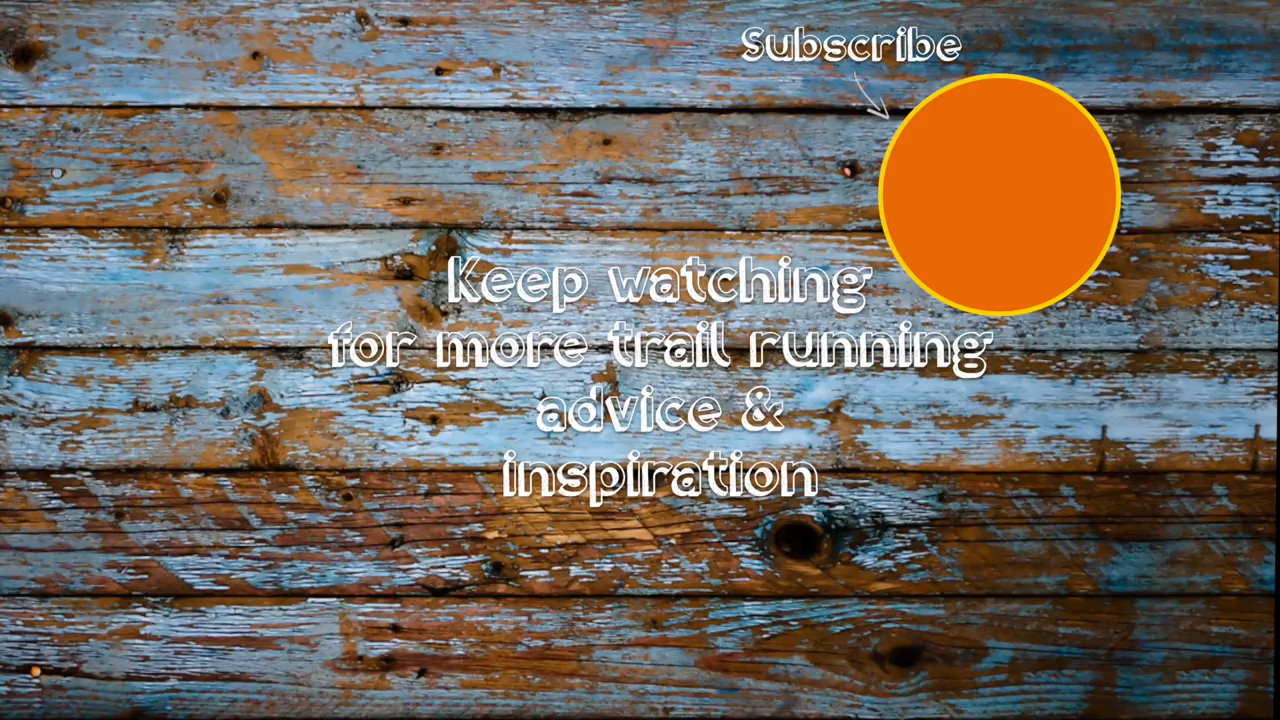 Subscribe
Keep watching
for more trail running
advice &
inspiration